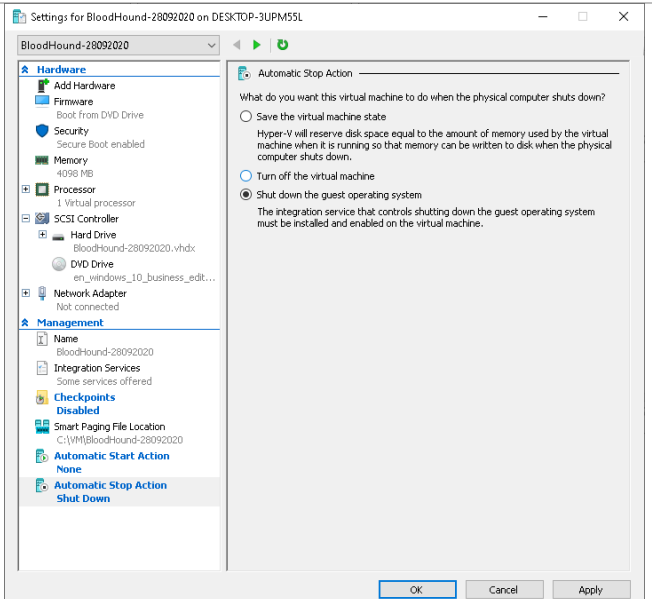 Settings for BloodHound-28092020 on DESKTOP-3UPM55L
BloodHound-28092020
Hardware
Add Hardware
Firmware
Boot from DVD Drive
Security
Secure Boot enabled
Memory
4098 MB
Processor
1 Virtual processor
SCSI Controller
Hard Drive
BloodHound-28092020.vhdx
DVD Drive
en_windows_10_business_edit...
Network Adapter
Not connected
Management
Name
BloodHound-28092020
Integration Services
Some services offered
Checkpoints
Disabled
Smart Paging File Location
C:\VM\BloodHound-28092020
Automatic Start Action
None
Automatic Stop Action
Shut Down
Automatic Stop Action
What do you want this virtual machine to do when the physical computer shuts down?
Save the virtual machine state
Hyper-V will reserve disk space equal to the amount of memory used by the virtual
machine when it is running so that memory can be written to disk when the physical
computer shuts down.
Turn off the virtual machine
Shut down the guest operating system
The integration service that controls shutting down the guest operating system
must be installed and enabled on the virtual machine.
OK
Cancel
Apply